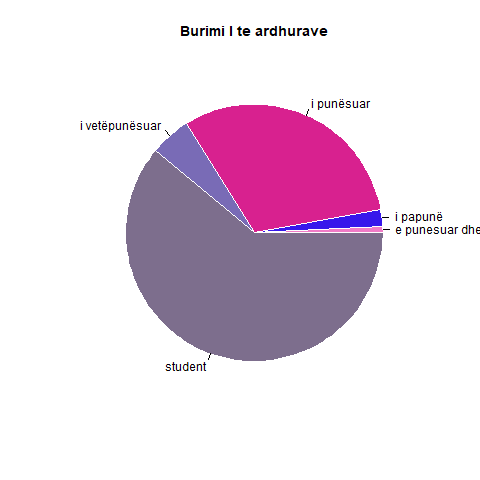 Burimi I te ardhurave
i punësuar
i vetëpunësuar
i papunë
e punesuar dhe
student